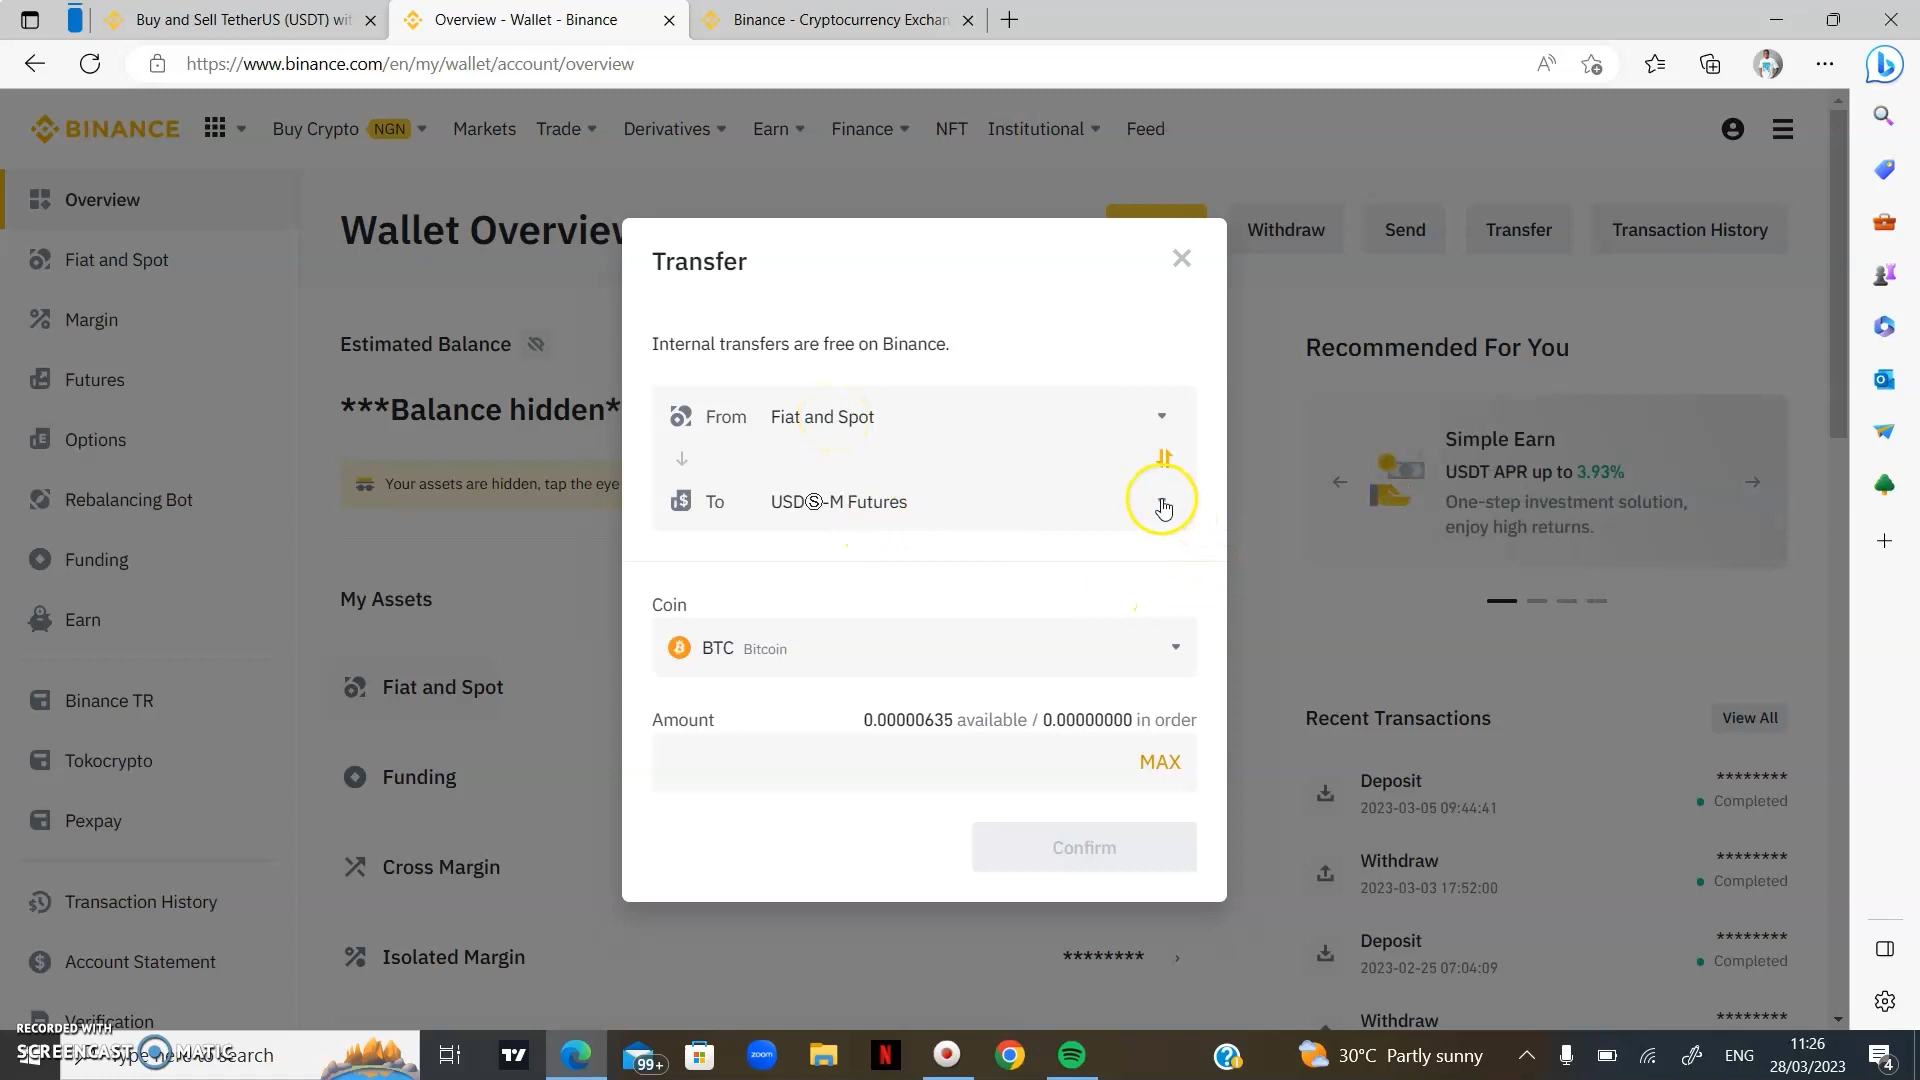 Buy and Sell TetherUS (USDT) wit
Overview - Wallet - Binance
Binance - Cryptocurrency Exchan
https://www.binance.com/en/my/wallet/account/overview
BINANCE
Buy Crypto NGN
Markets
Trade
Derivatives
Earn
Finance
NFT
Institutional
Feed
Overview
Fiat and Spot
Margin
Futures
Options
Rebalancing Bot
Funding
Earn
Binance TR
Tokocrypto
Pexpay
Transaction History
Account Statement
Verification
Wallet Overview
Withdraw
Send
Transfer
Transaction History
Estimated Balance
***Balance hidden*
Your assets are hidden, tap the eye
My Assets
Fiat and Spot
Funding
Cross Margin
Isolated Margin
********
Transfer
Internal transfers are free on Binance.
From Fiat and Spot
To USDⓈ-M Futures
Coin
BTC Bitcoin
Amount 0.00000635 available / 0.00000000 in order
MAX
Confirm
Recommended For You
Simple Earn
USDT APR up to 3.93%
One-step investment solution,
enjoy high returns.
Recent Transactions
View All
Deposit ********
2023-03-05 09:44:41 Completed
Withdraw ********
2023-03-03 17:52:00 Completed
Deposit ********
2023-02-25 07:04:09 Completed
Withdraw ********
RECORDED WITH
SCREENCAST MATIC
Type here to search
99+
zoom
N
30°C Partly sunny
ENG
11:26
28/03/2023
4